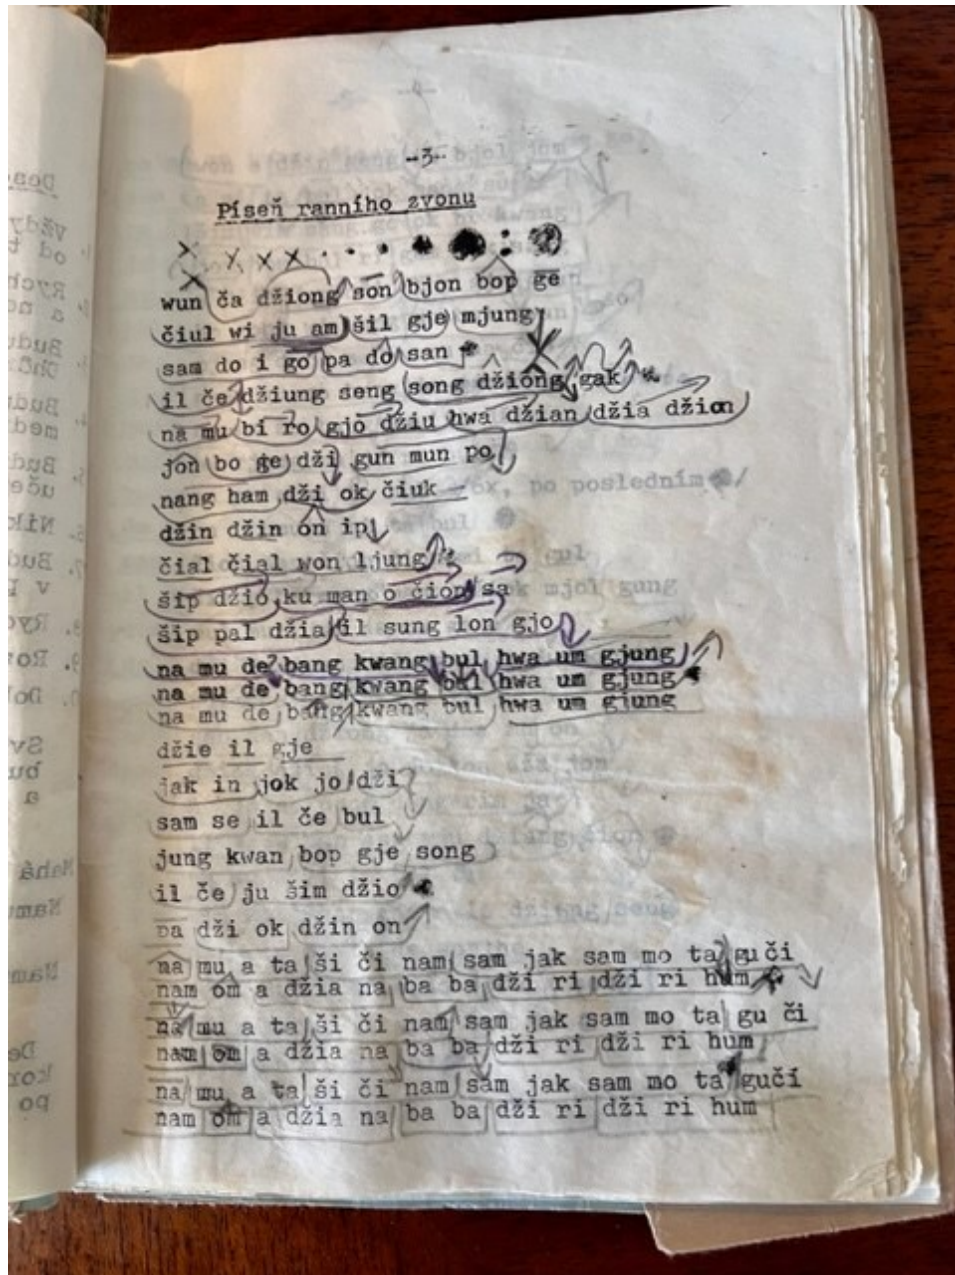 -3-
Píseň ranního zvonu
wun ča džiong son bjon bop ge
čiul wi ju am šil gje mjung
sam do i go pa do san
il če džiung seng song džiong gak
na mu bi ro gjo džiu hwa džian džia džion
jon bo ge dži gun mun po
nang ham dži ok čiuk
džin džin on ip
čial čial won ljung
šip džio ku man o čion sa
šip pal džia il sung lon gjo
na mu de bang kwang bul hwa um gjung
na mu de bang kwang bul hwa um gjung
na mu de bang kwang bul hwa um gjung
džie il gje
jak in jok jo dži
sam se il če bul
jung kwan bop gje song
il če ju šim džio
pa dži ok džin on
na mu a ta ši či nam sam jak sam mo ta guči
nam om a džia na ba ba dži ri dži ri hum
na mu a ta ši či nam sam jak sam mo ta gu či
nam om a džia na ba ba dži ri dži ri hum
na mu a ta ši či nam sam jak sam mo ta guči
nam om a džia na ba ba dži ri dži ri hum